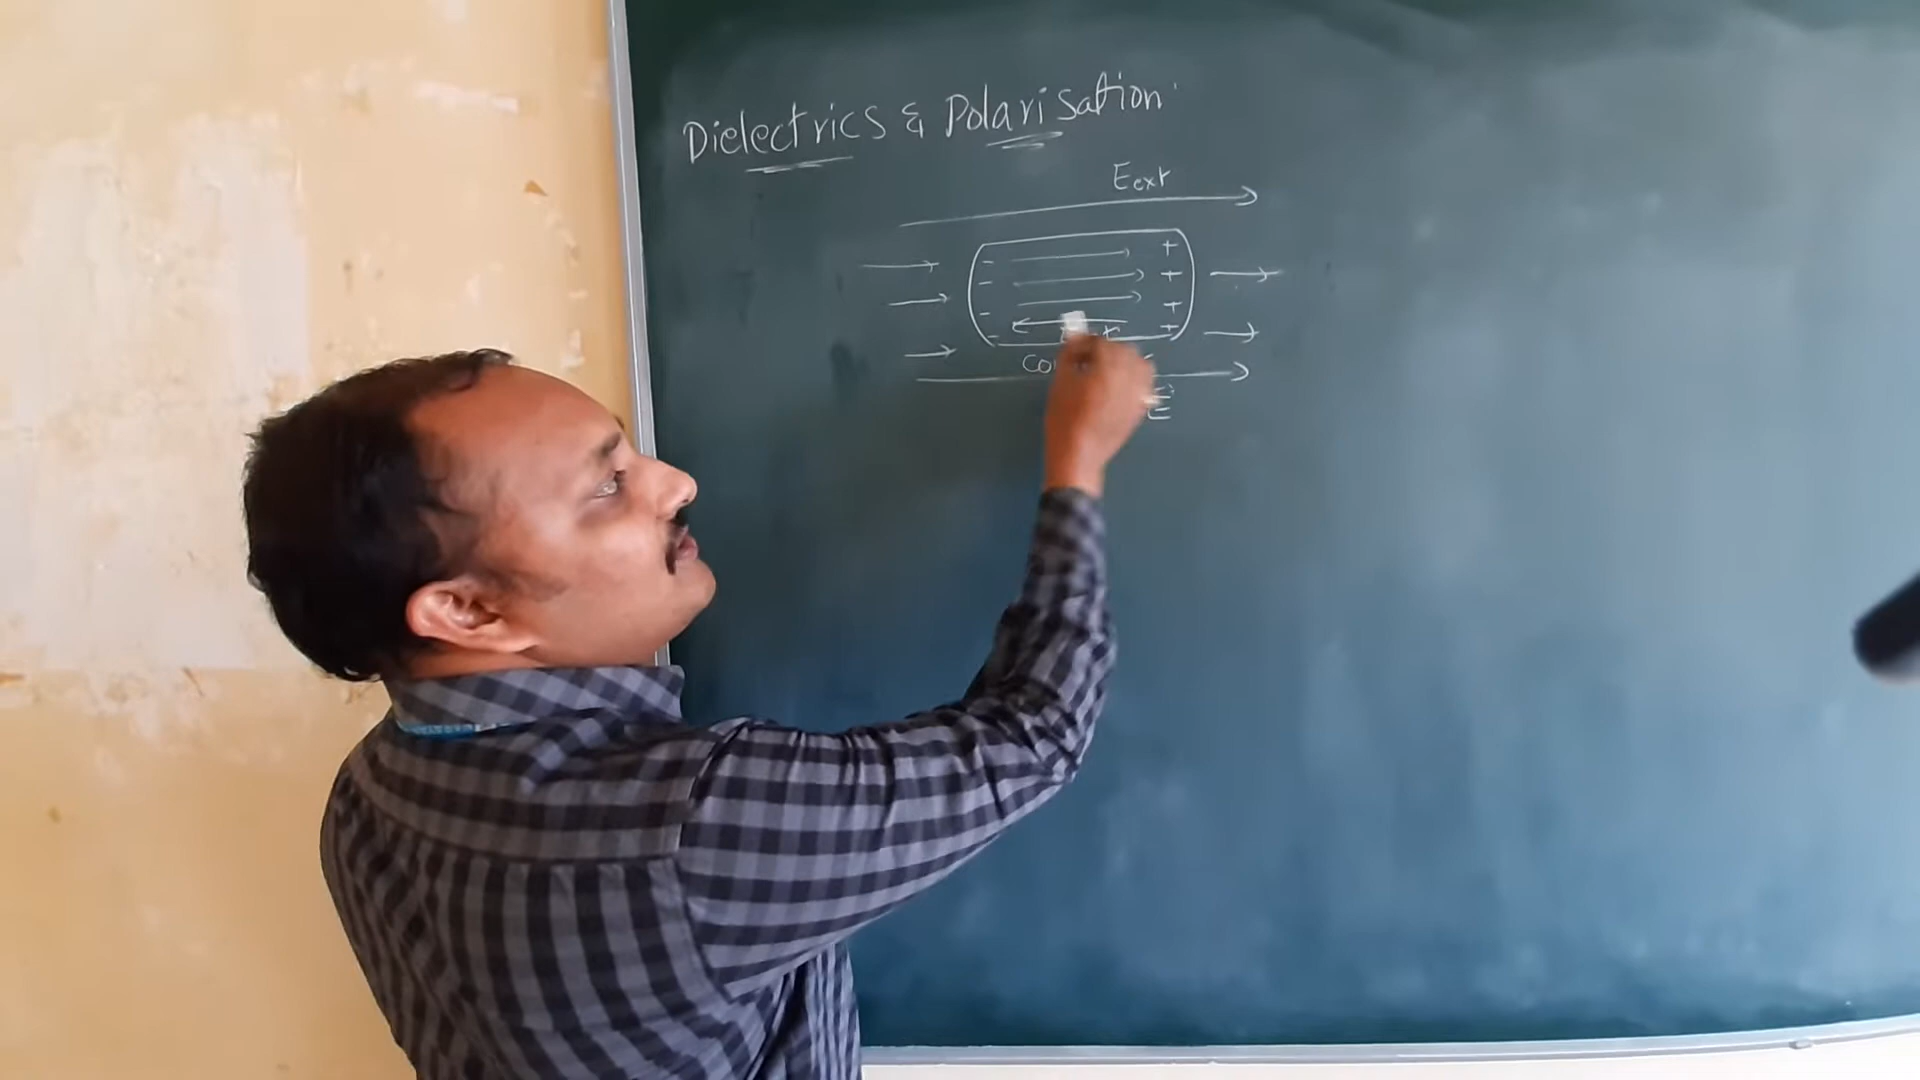 Dielectrics & Polarisation
Eext
- +
- +
- +
- +
E